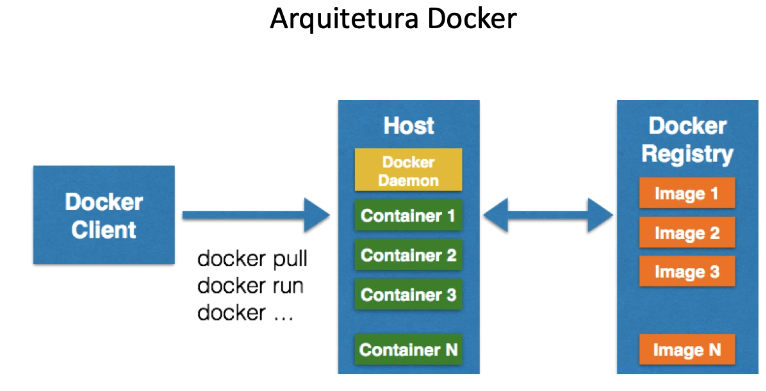 Arquitetura Docker
Docker
Client
docker pull
docker run
docker ...
Host
Docker
Daemon
Container 1
Container 2
Container 3
Container N
Docker
Registry
Image 1
Image 2
Image 3
Image N